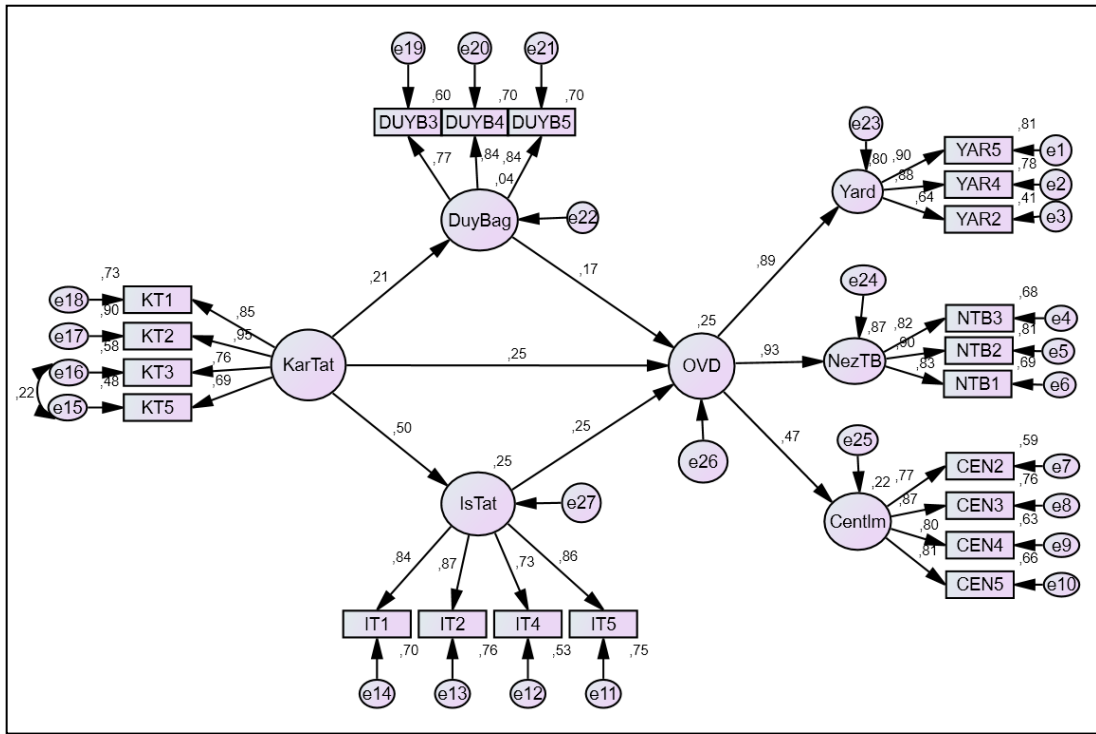 e19 e20 e21
,60 ,70 ,70
DUYB3 DUYB4 DUYB5
,77 ,84 ,84
,04
DuyBag
e22
e23
,80 ,90
,88
,64
Yard
,81
YAR5 e1
,78
YAR4 e2
,41
YAR2 e3
,21
,17
,89
,73
e18 KT1
,90
e17 KT2
,58
e16 KT3
,48
e15 KT5
,22
,85
,95
,76
,69
KarTat
,25
,25
OVD
e26
,93
e24
,87 ,82
,90
,83
NezTB
,68
NTB3 e4
,81
NTB2 e5
,69
NTB1 e6
,50
,25
,47
,25
IsTat
e27
e25
,22 ,77
,87
,80
,81
CentIm
,59
CEN2 e7
,76
CEN3 e8
,63
CEN4 e9
,66
CEN5 e10
,84 ,87 ,73 ,86
IT1 IT2 IT4 IT5
,70 ,76 ,53 ,75
e14 e13 e12 e11